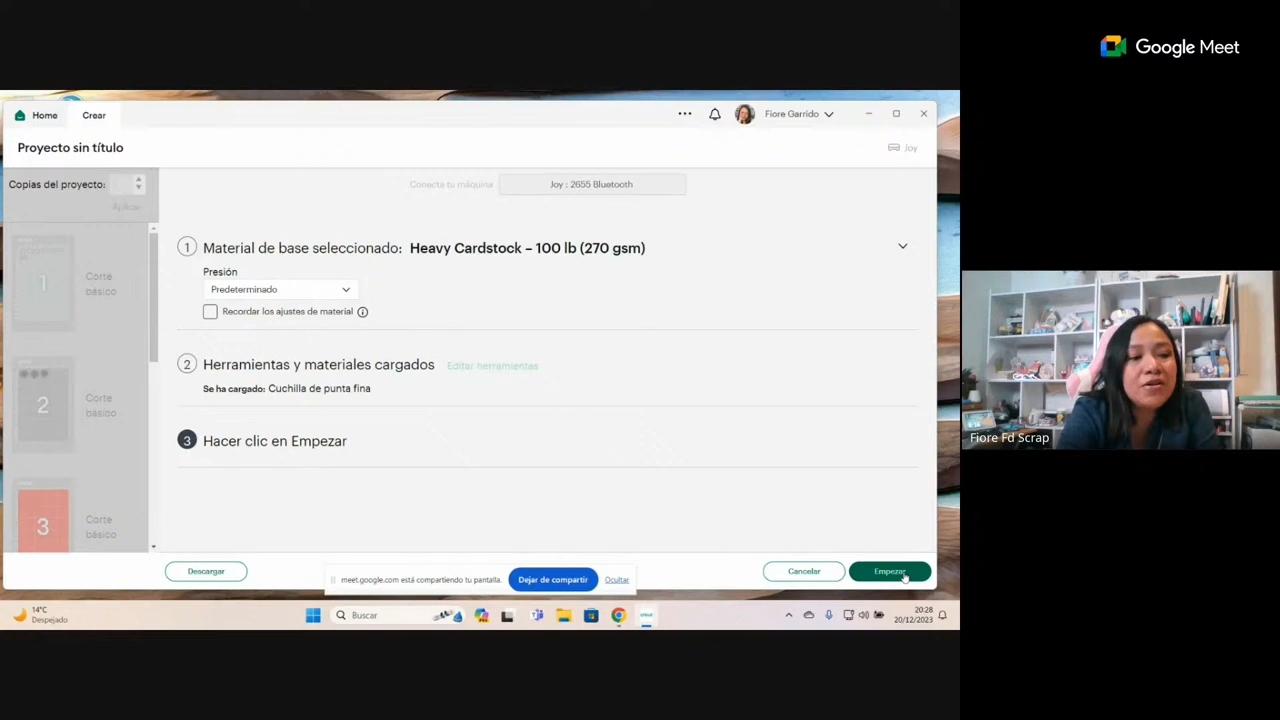 Google Meet
Home
Crear
Fiore Garrido
Proyecto sin título
Joy
Copias del proyecto:
Aplicar
Conecta tu máquina
Joy : 2655 Bluetooth
1 Material de base seleccionado: Heavy Cardstock – 100 lb (270 gsm)
Presión
Predeterminado
Recordar los ajustes de material
2 Herramientas y materiales cargados Editar herramientas
Se ha cargado: Cuchilla de punta fina
3 Hacer clic en Empezar
1
Corte
básico
2
Corte
básico
3
Corte
básico
Descargar
meet.google.com está compartiendo tu pantalla.
Dejar de compartir
Ocultar
Cancelar
Empezar
14°C
Despejado
Buscar
20:28
20/12/2023
Fiore Fd Scrap